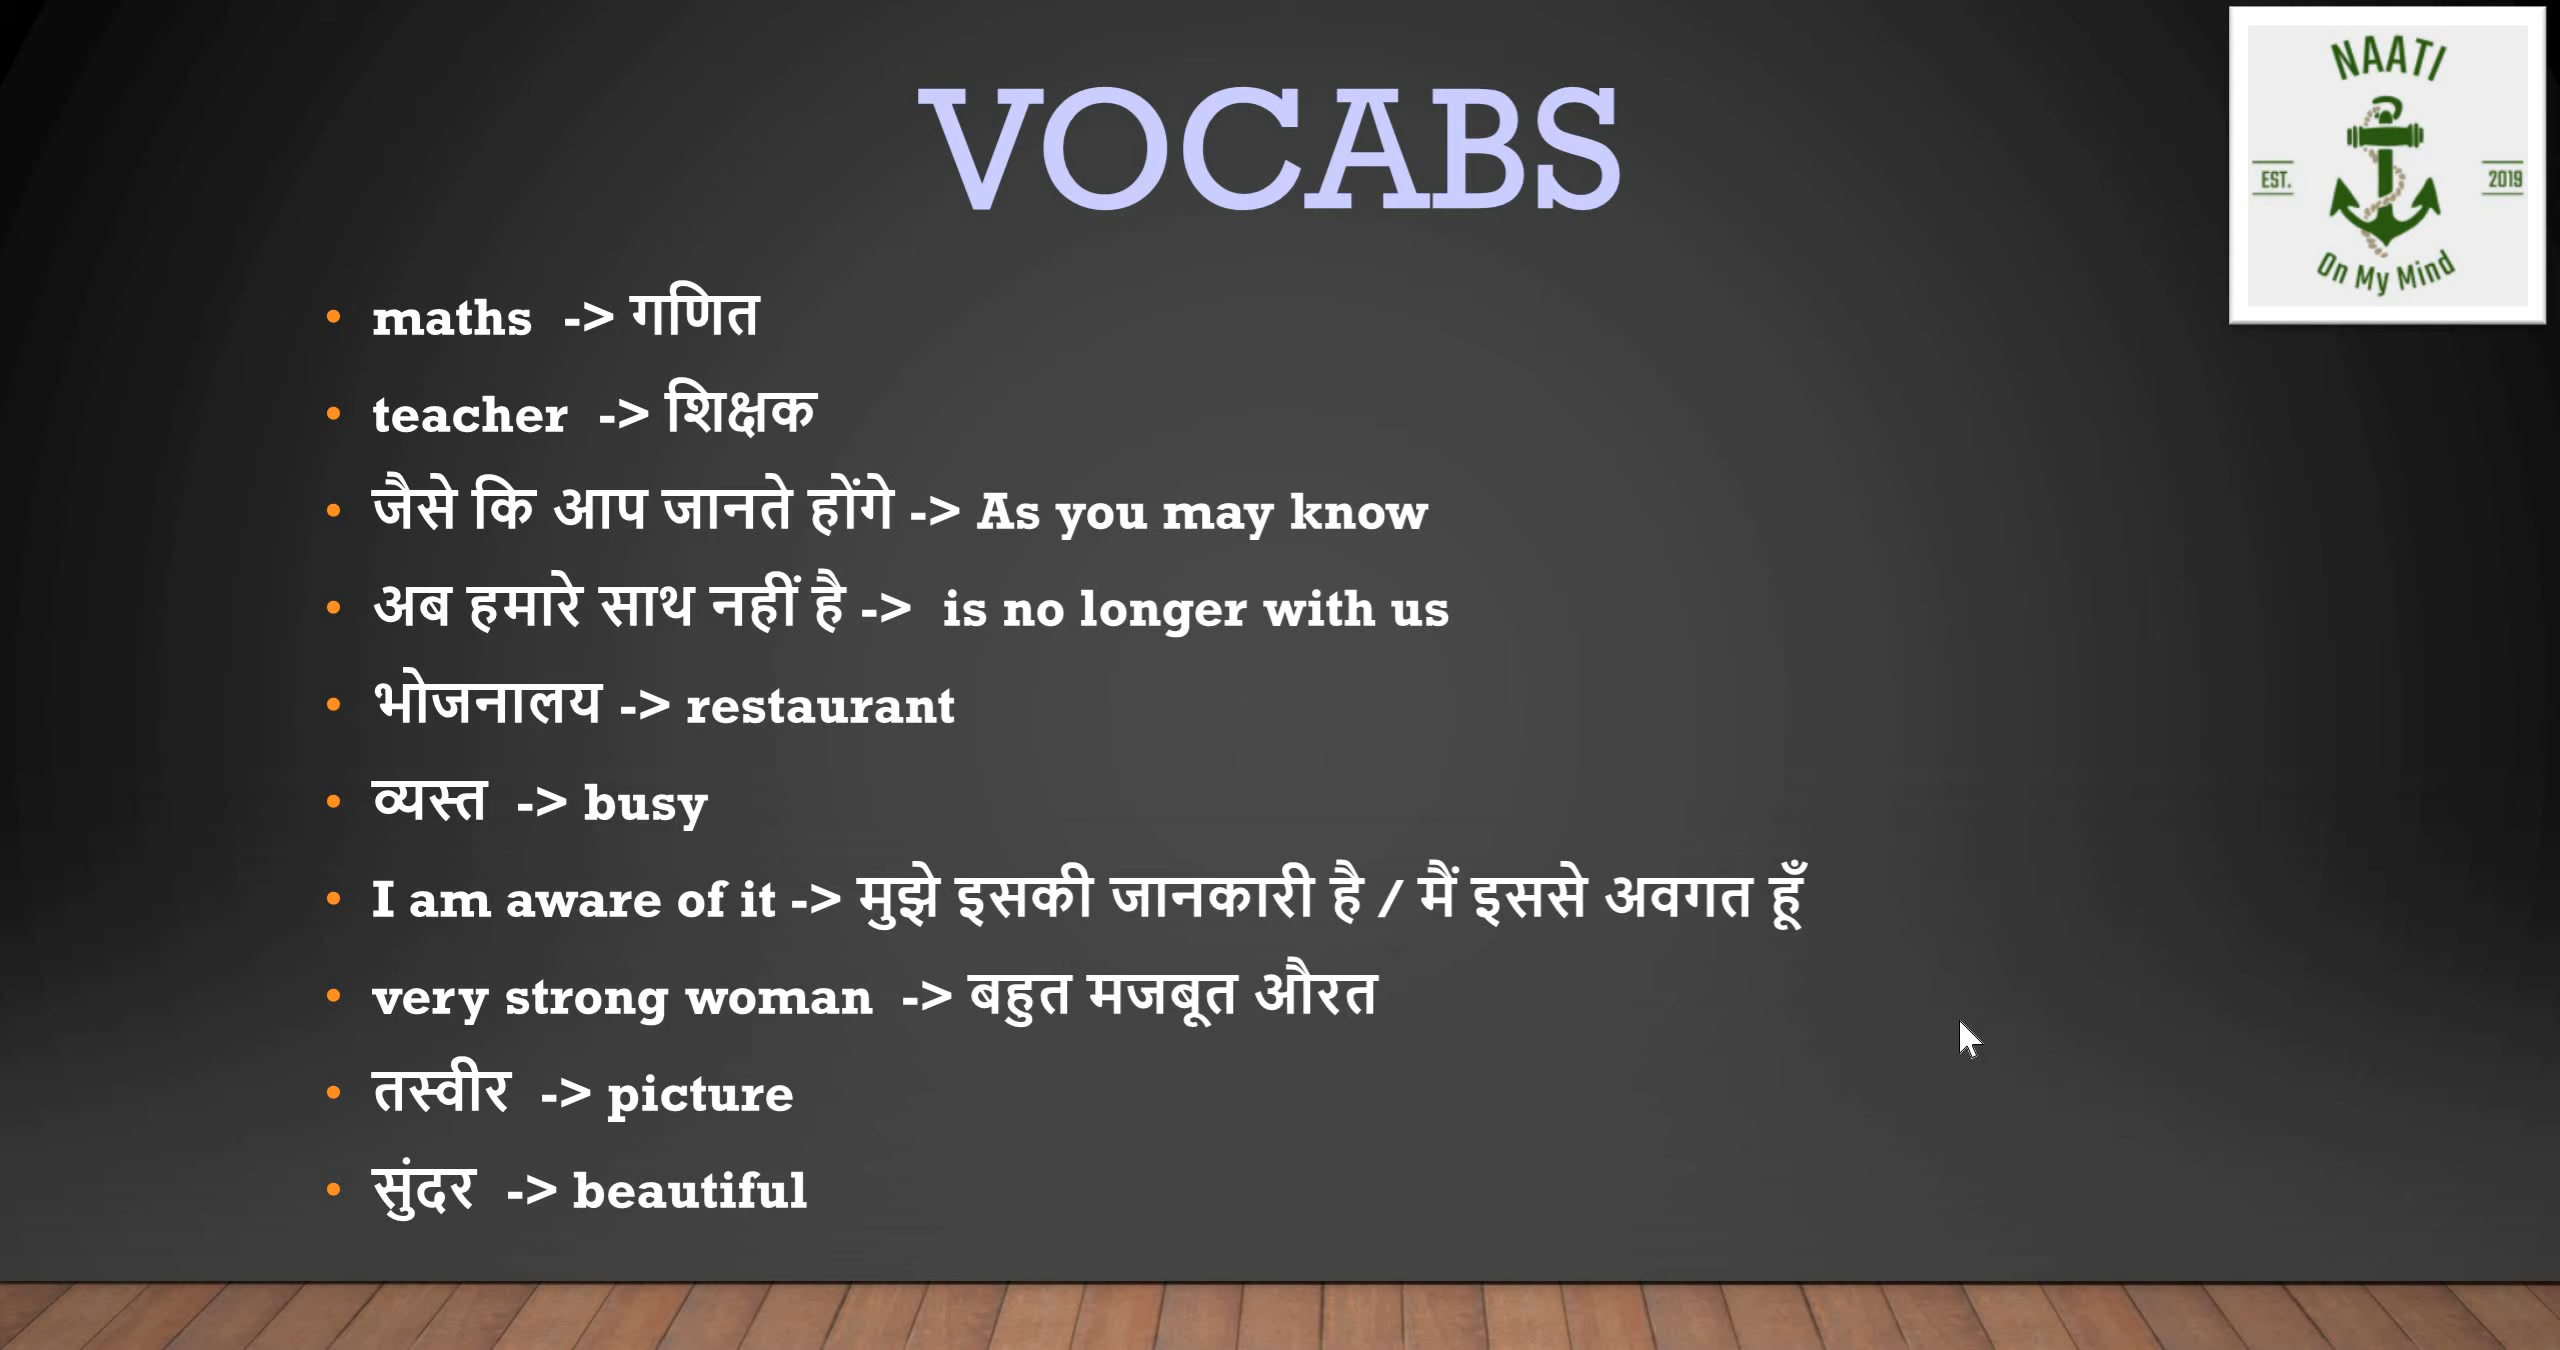 VOCABS
NAATI
EST. 2019
On My Mind
• maths -> गणित
• teacher -> शिक्षक
• जैसे कि आप जानते होंगे -> As you may know
• अब हमारे साथ नहीं है -> is no longer with us
• भोजनालय -> restaurant
• व्यस्त -> busy
• I am aware of it -> मुझे इसकी जानकारी है / मैं इससे अवगत हूँ
• very strong woman -> बहुत मजबूत औरत
• तस्वीर -> picture
• सुंदर -> beautiful